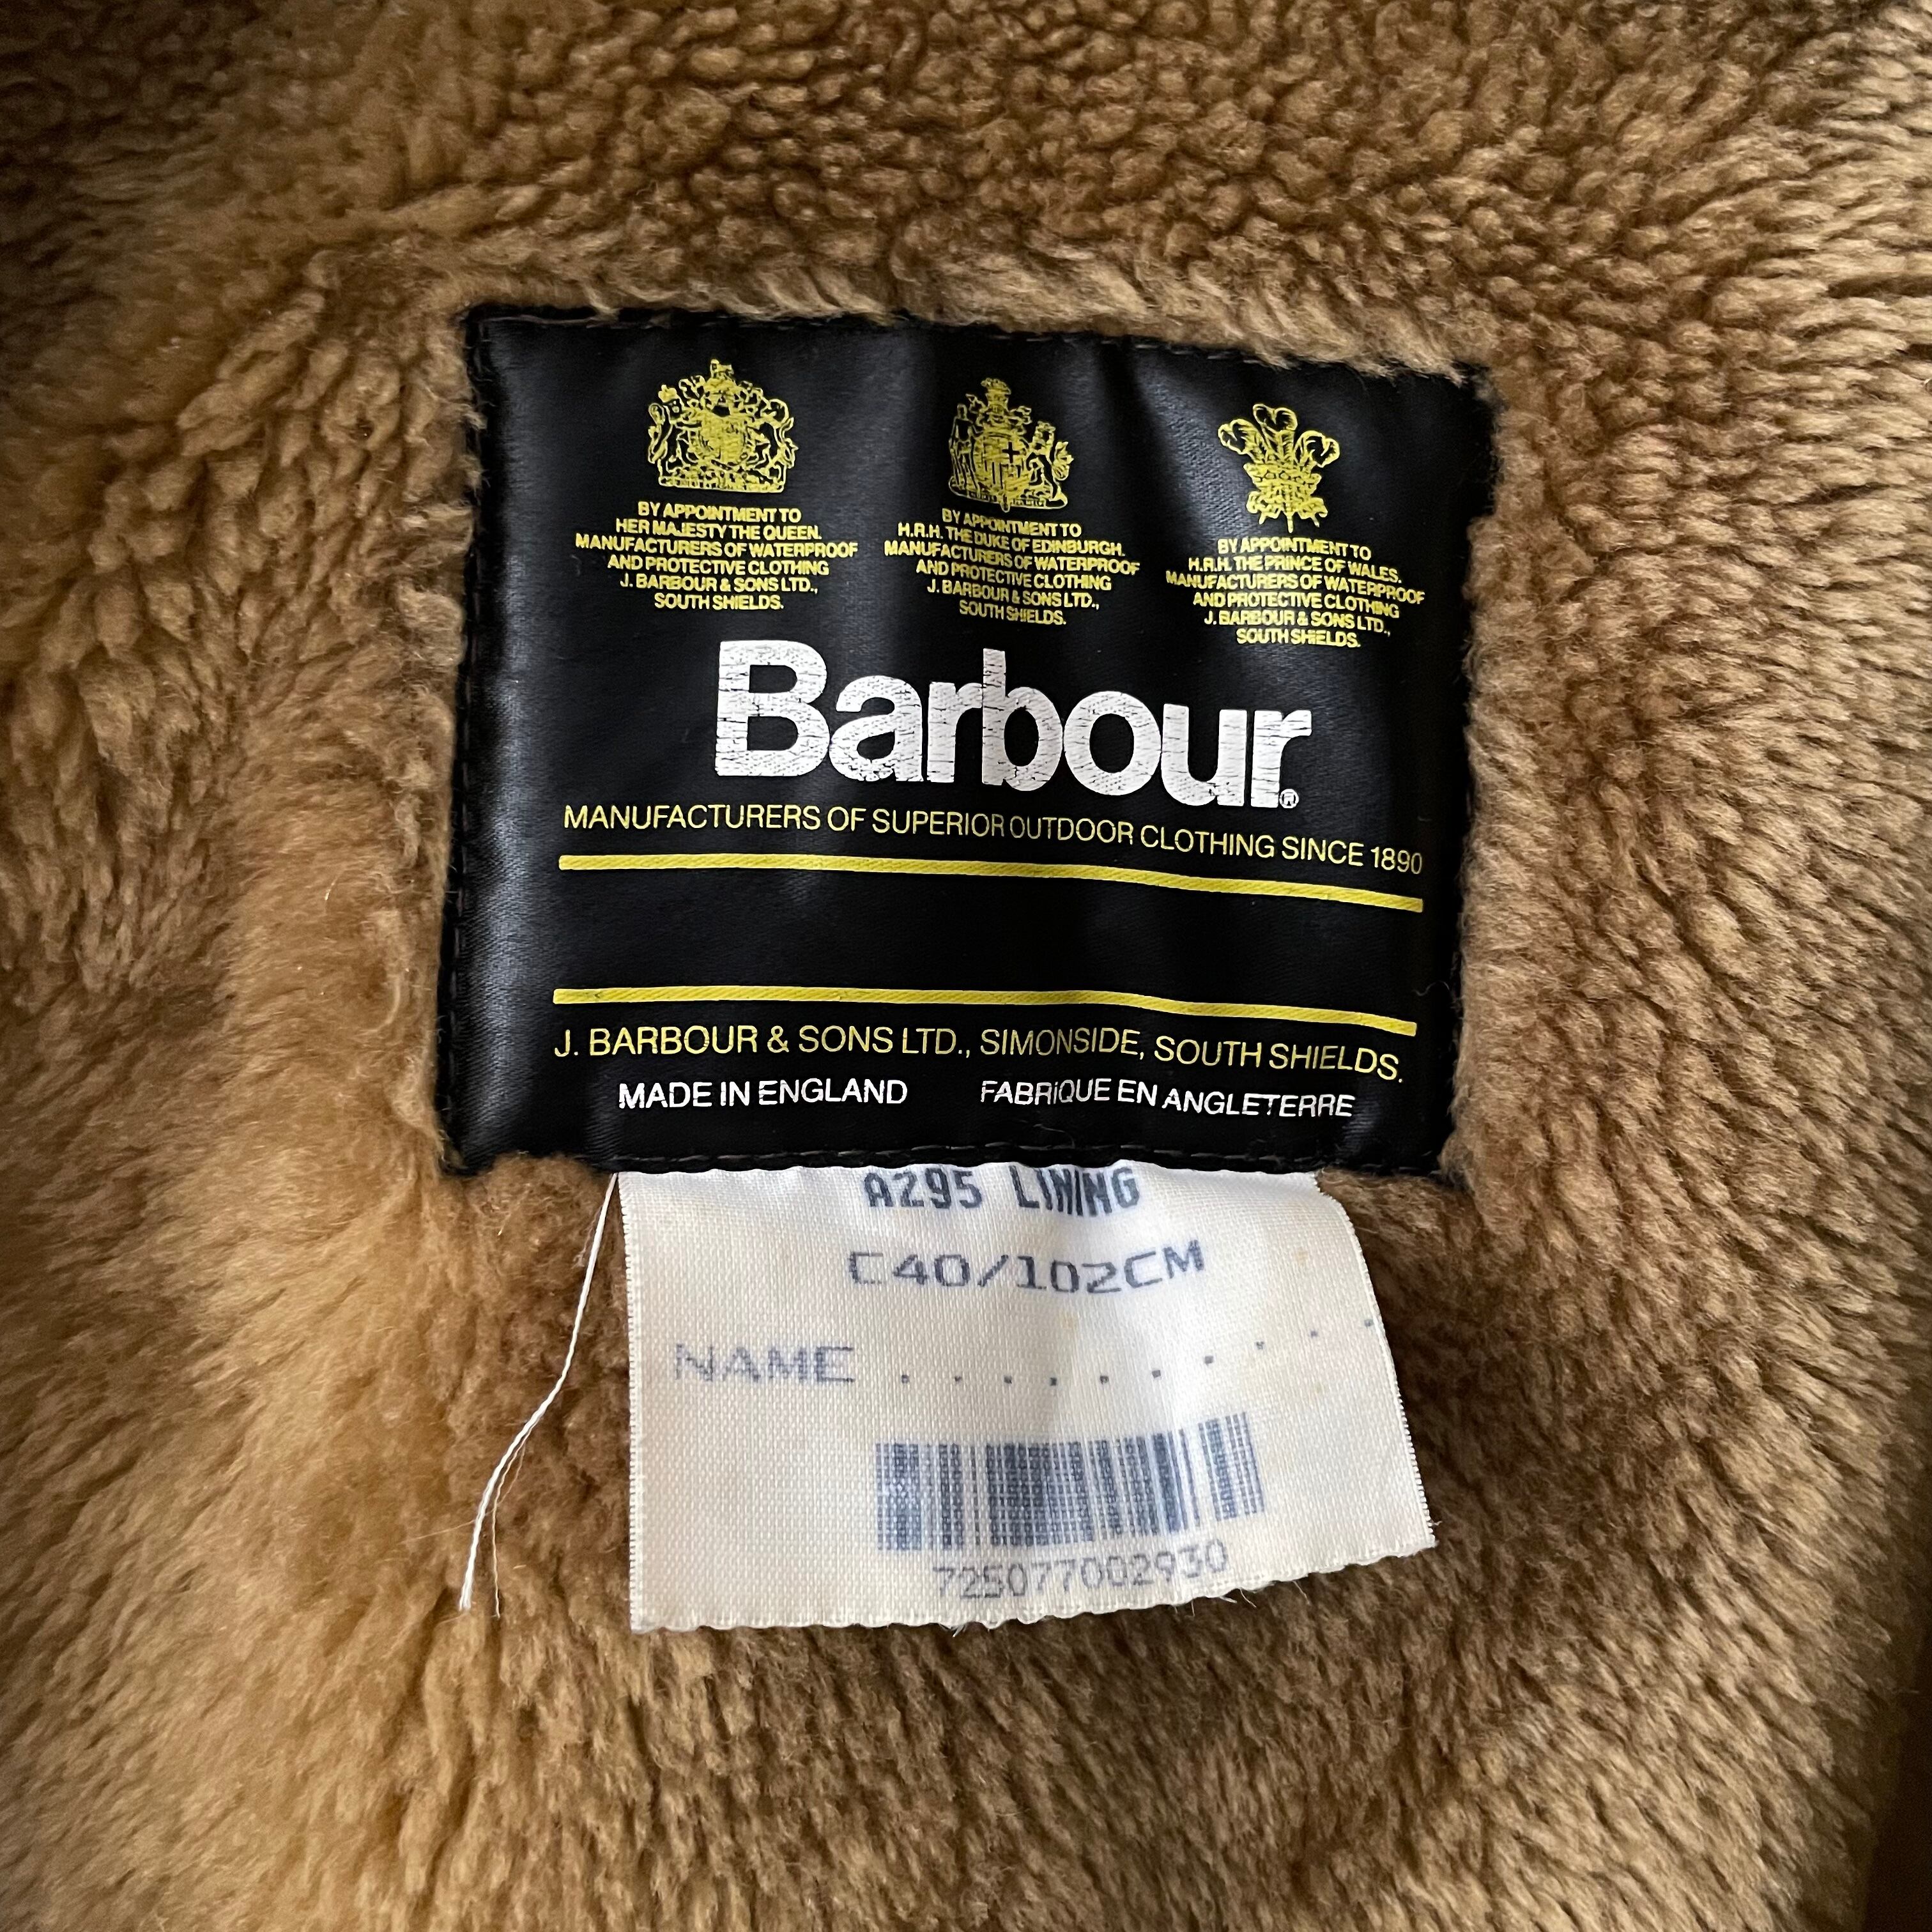 BY APPOINTMENT TO
HER MAJESTY THE QUEEN.
MANUFACTURERS OF WATERPROOF
AND PROTECTIVE CLOTHING
J. BARBOUR & SONS LTD.,
SOUTH SHIELDS.
BY APPOINTMENT TO
H.R.H. THE DUKE OF EDINBURGH.
MANUFACTURERS OF WATERPROOF
AND PROTECTIVE CLOTHING
J. BARBOUR & SONS LTD.,
SOUTH SHIELDS.
BY APPOINTMENT TO
H.R.H. THE PRINCE OF WALES.
MANUFACTURERS OF WATERPROOF
AND PROTECTIVE CLOTHING
J. BARBOUR & SONS LTD.,
SOUTH SHIELDS.
Barbour®
MANUFACTURERS OF SUPERIOR OUTDOOR CLOTHING SINCE 1890
J. BARBOUR & SONS LTD., SIMONSIDE, SOUTH SHIELDS.
MADE IN ENGLAND FABRIQUE EN ANGLETERRE
A295 LINING
C40/102CM
NAME . . . . . . . . . .
725077002930